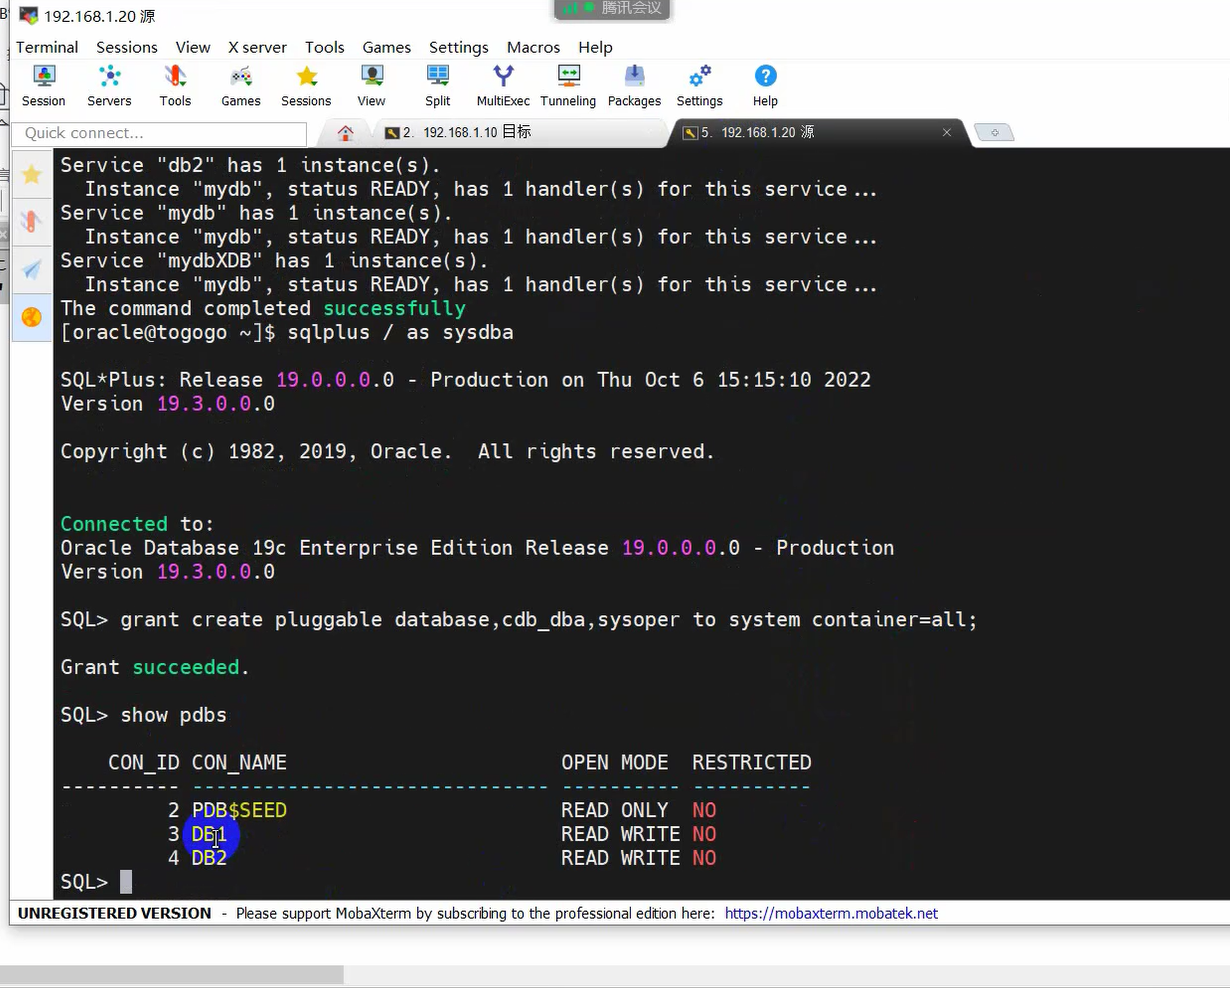 192.168.1.20 源
腾讯会议
Terminal Sessions View X server Tools Games Settings Macros Help
Session Servers Tools Games Sessions View Split MultiExec Tunneling Packages Settings Help
Quick connect...
2. 192.168.1.10 目标
5. 192.168.1.20 源
Service "db2" has 1 instance(s).
  Instance "mydb", status READY, has 1 handler(s) for this service...
Service "mydb" has 1 instance(s).
  Instance "mydb", status READY, has 1 handler(s) for this service...
Service "mydbXDB" has 1 instance(s).
  Instance "mydb", status READY, has 1 handler(s) for this service...
The command completed successfully
[oracle@togogo ~]$ sqlplus / as sysdba
SQL*Plus: Release 19.0.0.0.0 - Production on Thu Oct 6 15:15:10 2022
Version 19.3.0.0.0
Copyright (c) 1982, 2019, Oracle.  All rights reserved.
Connected to:
Oracle Database 19c Enterprise Edition Release 19.0.0.0.0 - Production
Version 19.3.0.0.0
SQL> grant create pluggable database,cdb_dba,sysoper to system container=all;
Grant succeeded.
SQL> show pdbs
    CON_ID CON_NAME                       OPEN MODE  RESTRICTED
---------- ------------------------------ ---------- ----------
         2 PDB$SEED                       READ ONLY  NO
         3 DB1                            READ WRITE NO
         4 DB2                            READ WRITE NO
SQL>
UNREGISTERED VERSION - Please support MobaXterm by subscribing to the professional edition here: https://mobaxterm.mobatek.net